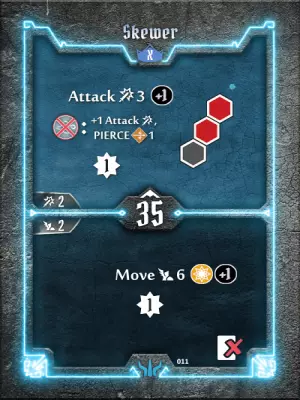 Skewer
X
Attack 3 +1
+1 Attack,
PIERCE 1
1
2
35
2
Move 6 +1
1
011